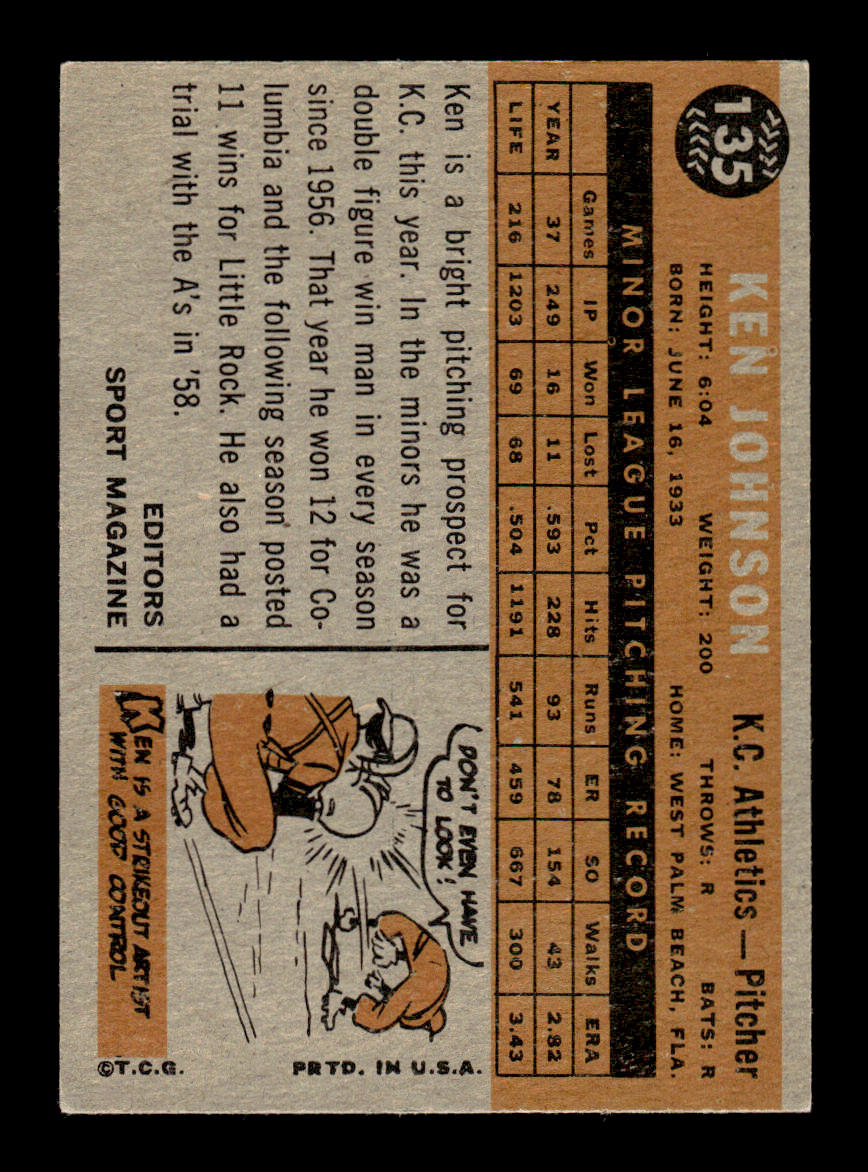 135
KEN JOHNSON K.C. Athletics — Pitcher
HEIGHT: 6:04 WEIGHT: 200 THROWS: R BATS: R
BORN: JUNE 16, 1933 HOME: WEST PALM BEACH, FLA.
MINOR LEAGUE PITCHING RECORD
Games IP Won Lost Pct Hits Runs ER SO Walks ERA
YEAR 37 249 16 11 .593 228 93 78 154 43 2.82
LIFE 216 1203 69 68 .504 1191 541 459 667 300 3.43
Ken is a bright pitching prospect for
K.C. this year. In the minors he was a
double figure win man in every season
since 1956. That year he won 12 for Co-
lumbia and the following season posted
11 wins for Little Rock. He also had a
trial with the A's in '58.
EDITORS
SPORT MAGAZINE
DON'T EVEN HAVE
TO LOOK!
KEN IS A STRIKEOUT ARTIST
WITH GOOD CONTROL
©T.C.G. PRTD. IN U.S.A.